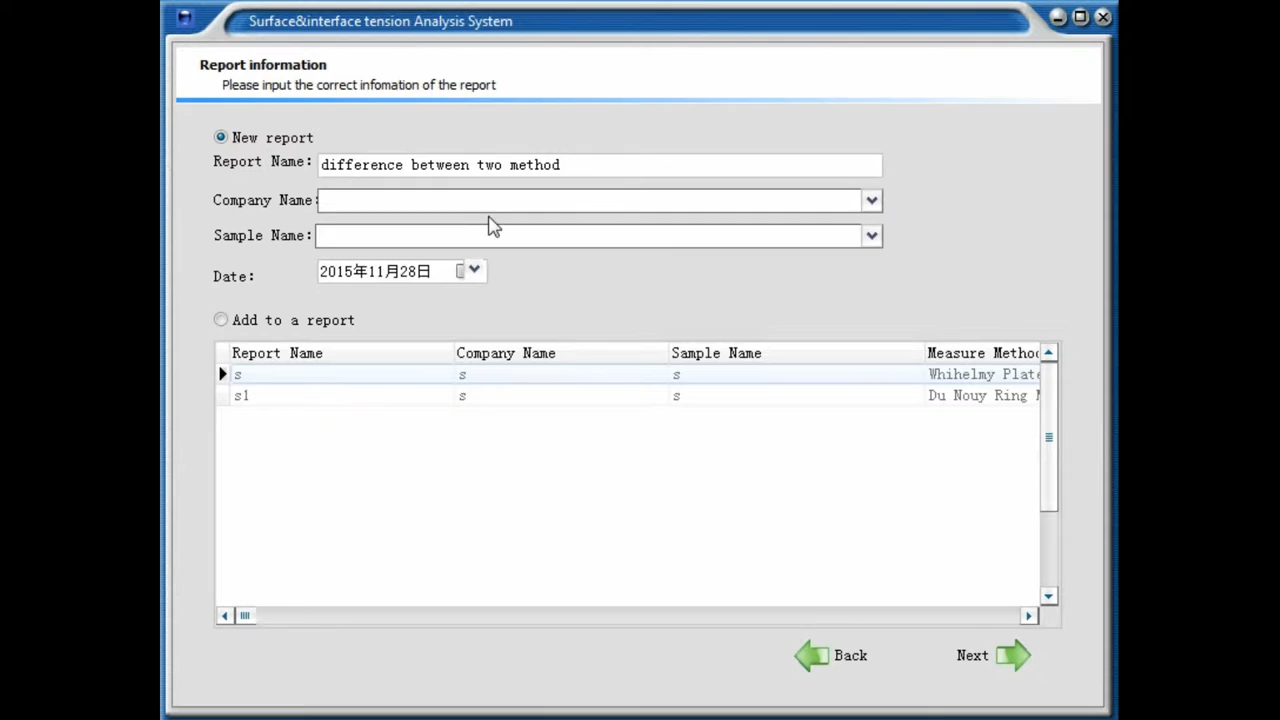 Surface&interface tension Analysis System
Report information
Please input the correct infomation of the report
New report
Report Name: difference between two method
Company Name:
Sample Name:
Date: 2015年11月28日
Add to a report
Report Name Company Name Sample Name Measure Method
s s s Whihelmy Plate
s1 s s Du Nouy Ring
Back Next